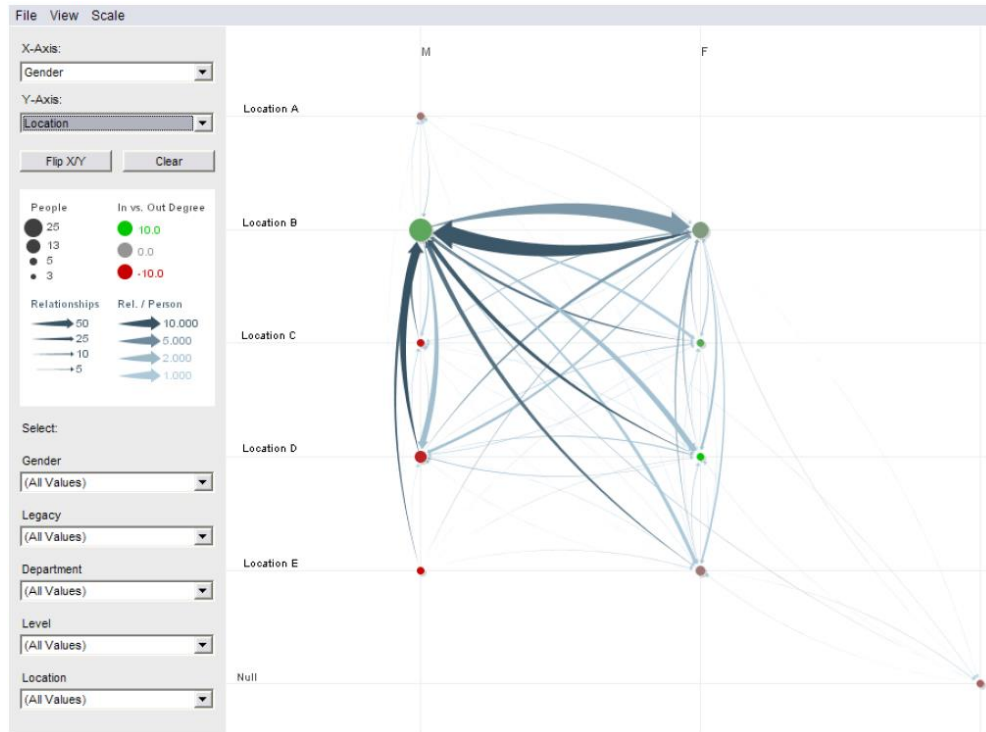 File View Scale
X-Axis:
Gender
Y-Axis:
Location
Flip X/Y Clear
People In vs. Out Degree
25 10.0
13 0.0
5 -10.0
3
Relationships Rel. / Person
50 10.000
25 5.000
10 2.000
5 1.000
Select:
Gender
(All Values)
Legacy
(All Values)
Department
(All Values)
Level
(All Values)
Location
(All Values)
M F
Location A
Location B
Location C
Location D
Location E
Null